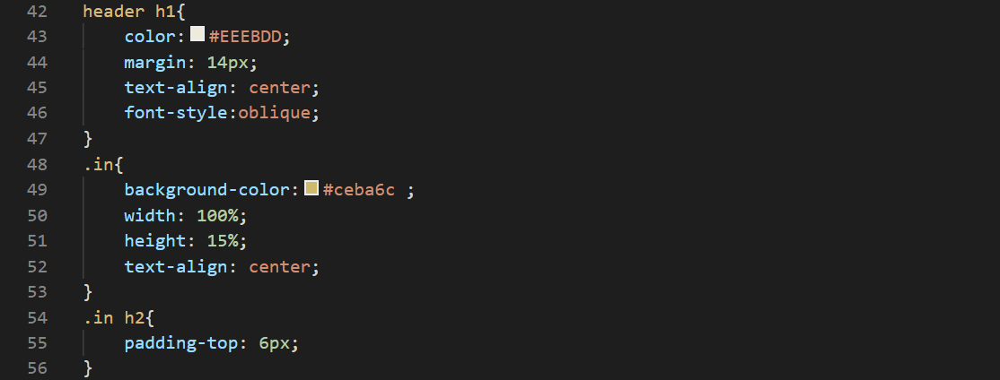 42 header h1{
43 color: #EEEBDD;
44 margin: 14px;
45 text-align: center;
46 font-style:oblique;
47 }
48 .in{
49 background-color: #ceba6c ;
50 width: 100%;
51 height: 15%;
52 text-align: center;
53 }
54 .in h2{
55 padding-top: 6px;
56 }